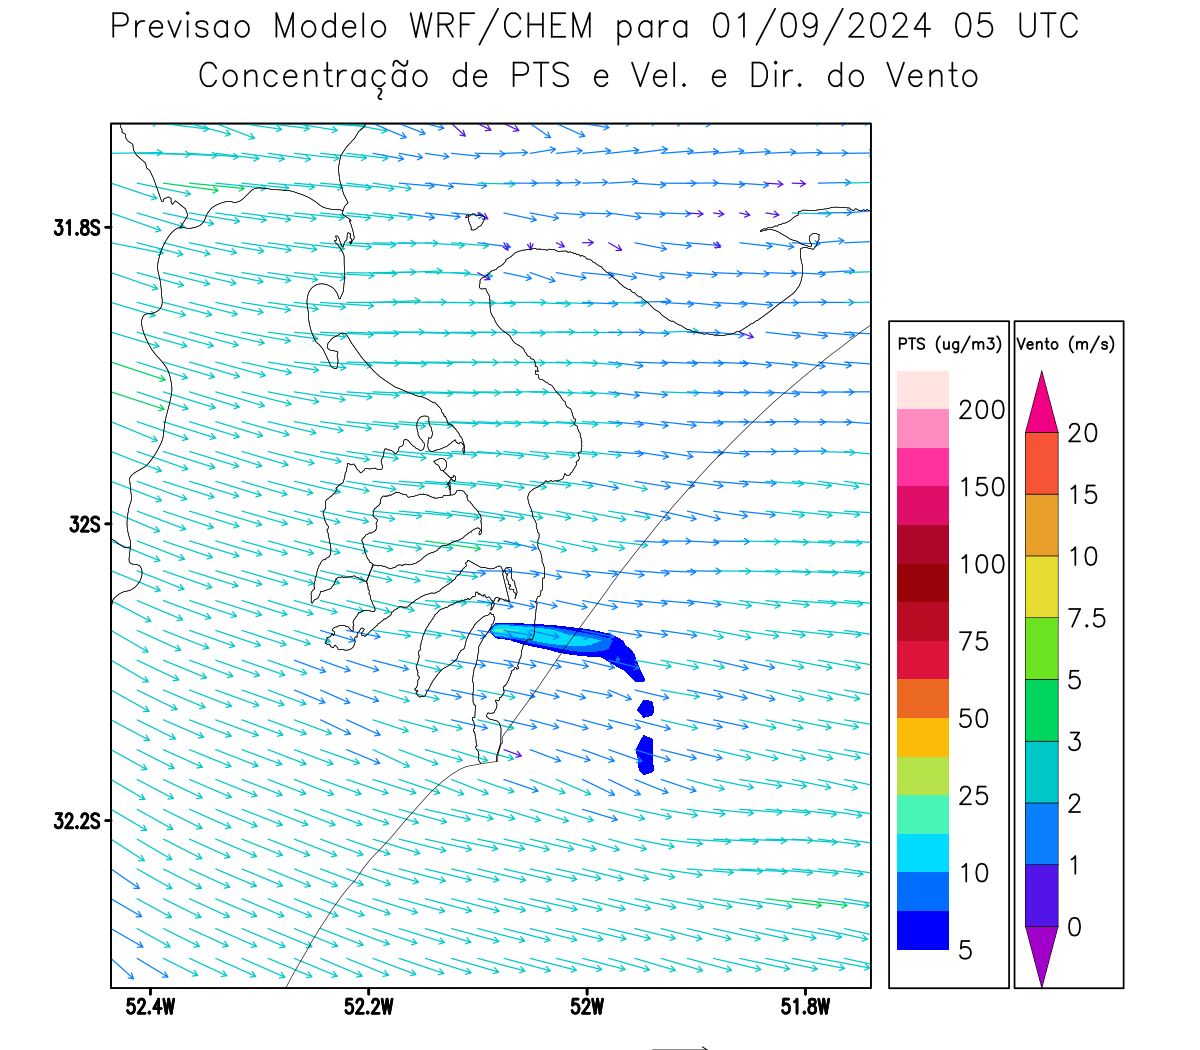 Previsao Modelo WRF/CHEM para 01/09/2024 05 UTC
Concentração de PTS e Vel. e Dir. do Vento
31.8S
32S
32.2S
52.4W
52.2W
52W
51.8W
PTS (ug/m3)
200
150
100
75
50
25
10
5
Vento (m/s)
20
15
10
7.5
5
3
2
1
0